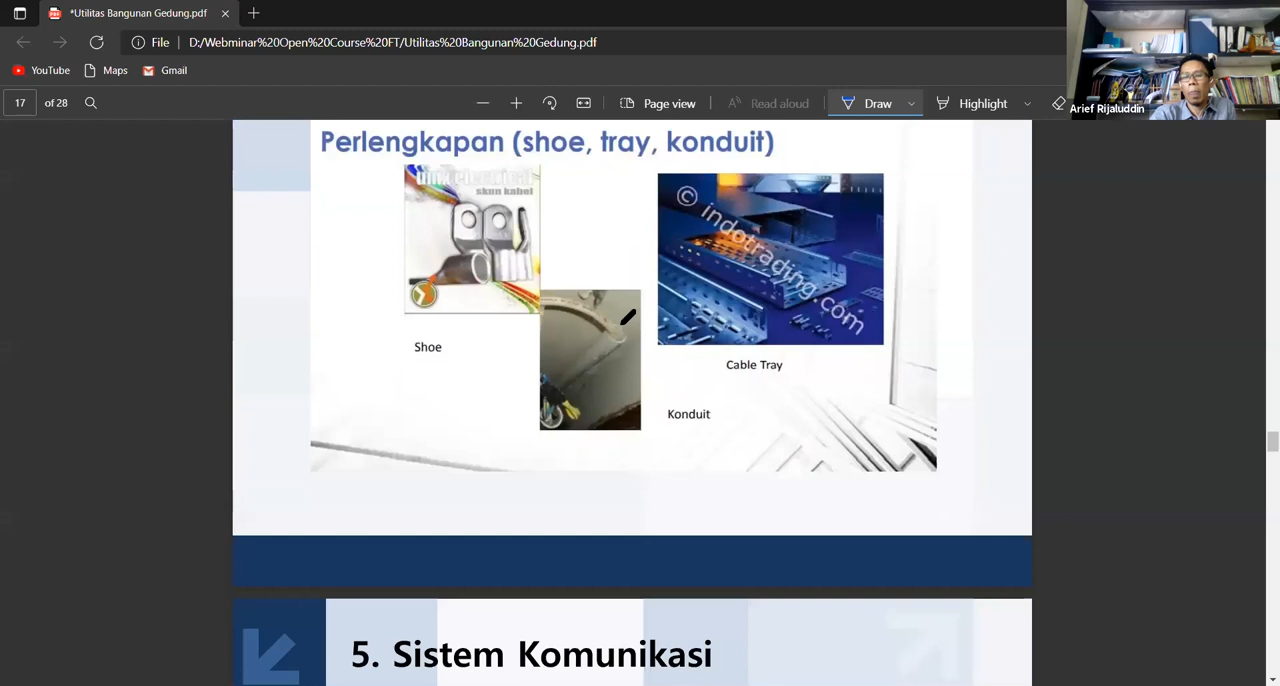 *Utilitas Bangunan Gedung.pdf
File
D:/Webminar%20Open%20Course%20FT/Utilitas%20Bangunan%20Gedung.pdf
YouTube
Maps
Gmail
17 of 28
Page view
Read aloud
Draw
Highlight
Arief Rijaluddin
Perlengkapan (shoe, tray, konduit)
skun kabel
© indotrading.com
Shoe
Cable Tray
Konduit
5. Sistem Komunikasi